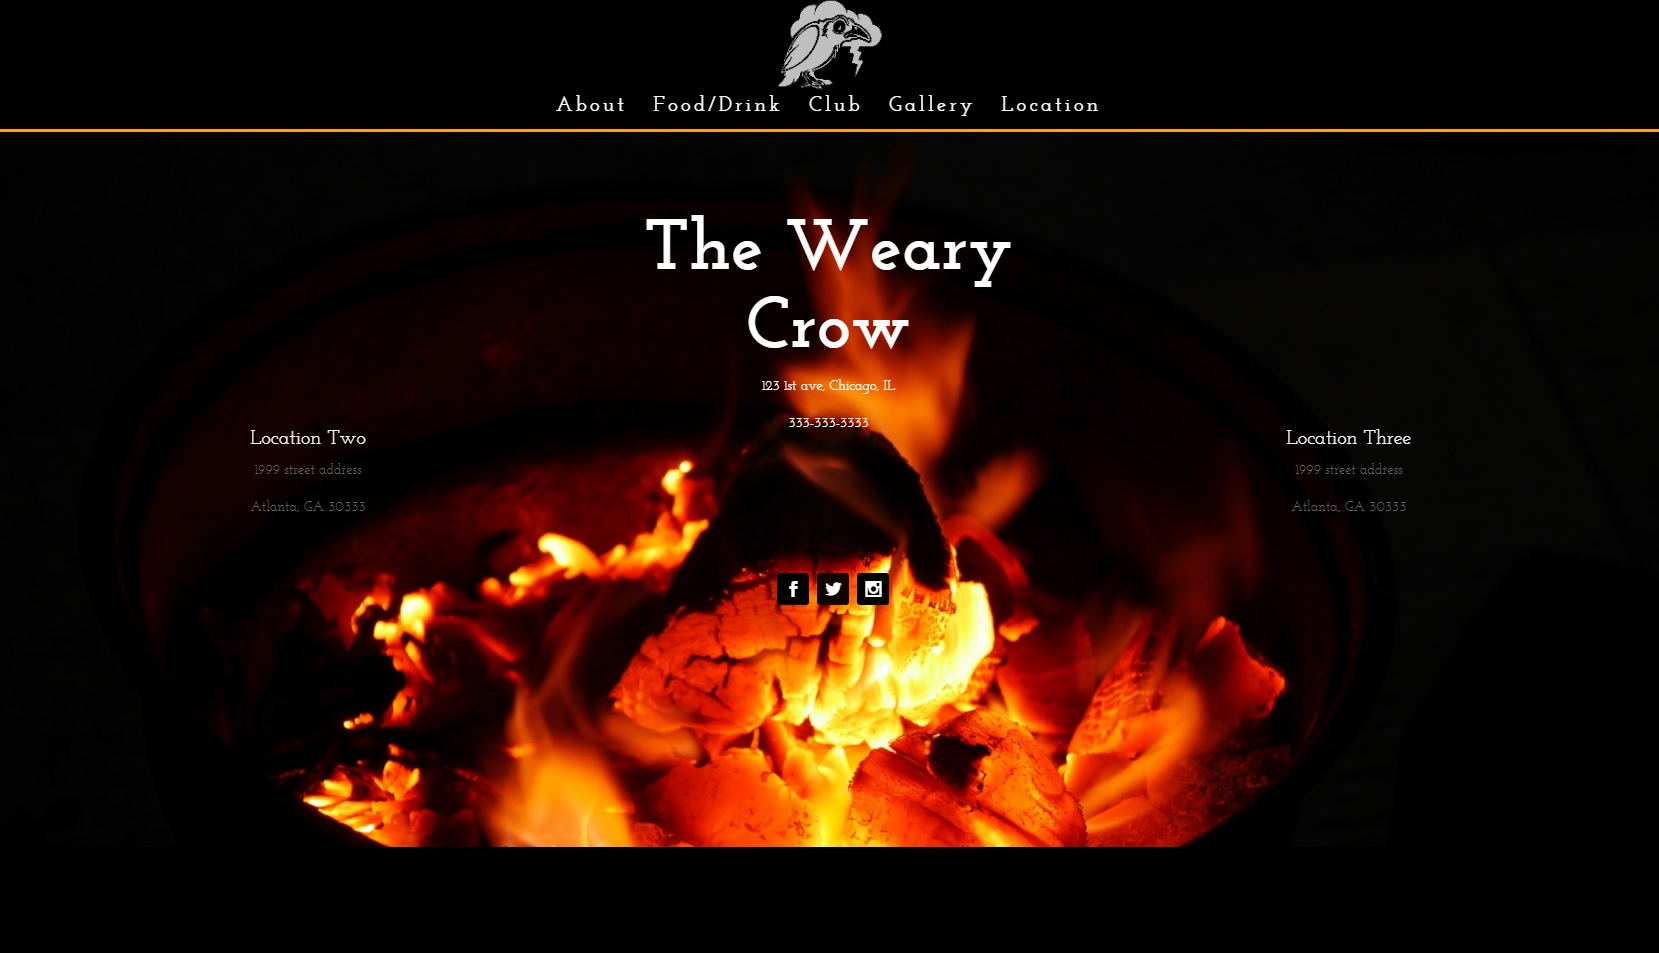 About Food/Drink Club Gallery Location
The Weary
Crow
123 1st ave, Chicago, IL
333-333-3333
Location Two
1999 street address
Atlanta, GA 30333
Location Three
1999 street address
Atlanta, GA 30333